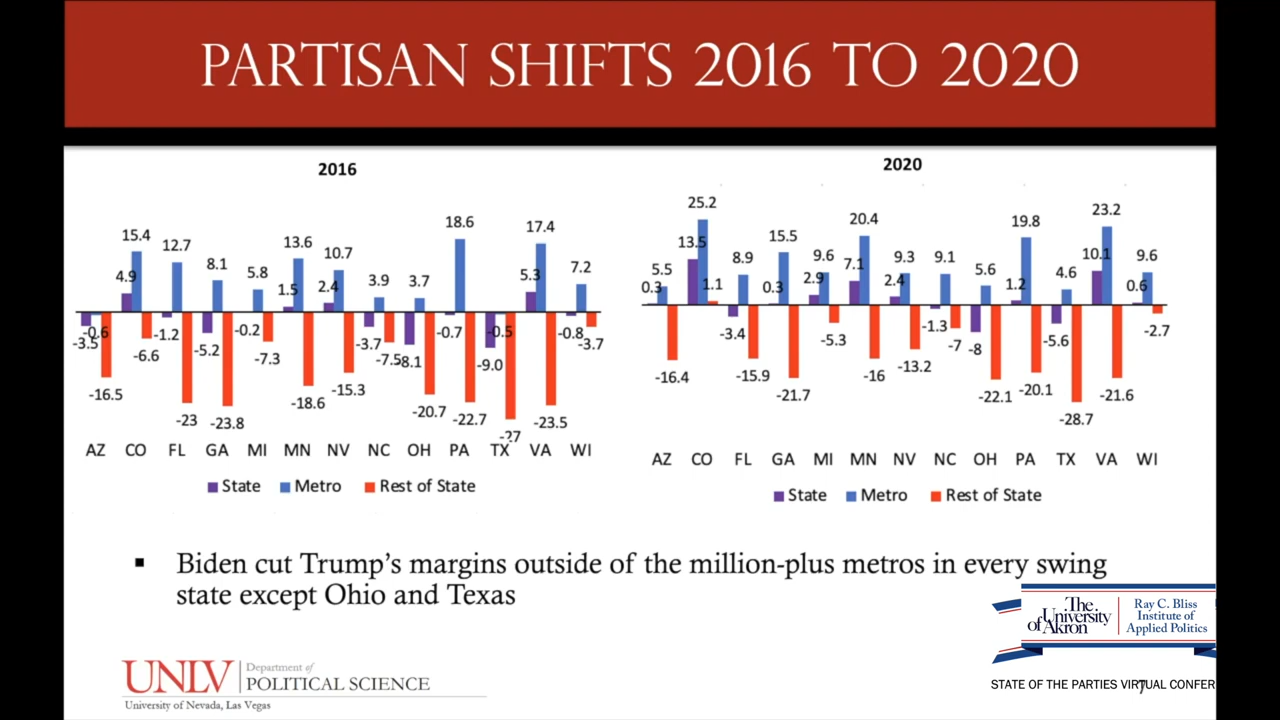 PARTISAN SHIFTS 2016 TO 2020
2016
15.4 12.7 8.1 5.8 13.6 10.7 3.9 3.7 18.6 17.4 7.2
4.9 1.5 2.4 5.3
-3.5 -0.6 -1.2 -5.2 -0.2 -3.7 -8.1 -0.7 -9.0 -0.5 -0.8
-16.5 -6.6 -23 -23.8 -7.3 -18.6 -15.3 -7.5 -20.7 -22.7 -27 -23.5 -3.7
AZ CO FL GA MI MN NV NC OH PA TX VA WI
State Metro Rest of State
2020
5.5 25.2 8.9 15.5 9.6 20.4 9.3 9.1 5.6 19.8 4.6 23.2 9.6
0.3 13.5 0.3 2.9 7.1 2.4 1.2 10.1 0.6
1.1 -3.4 -1.3 -8 -5.6
-16.4 -15.9 -21.7 -5.3 -16 -13.2 -7 -22.1 -20.1 -28.7 -21.6 -2.7
AZ CO FL GA MI MN NV NC OH PA TX VA WI
State Metro Rest of State
▪ Biden cut Trump's margins outside of the million-plus metros in every swing
state except Ohio and Texas
UNLV
Department of
POLITICAL SCIENCE
University of Nevada, Las Vegas
The
University
of Akron
Ray C. Bliss
Institute of
Applied Politics
STATE OF THE PARTIES VIRTUAL CONFER
7